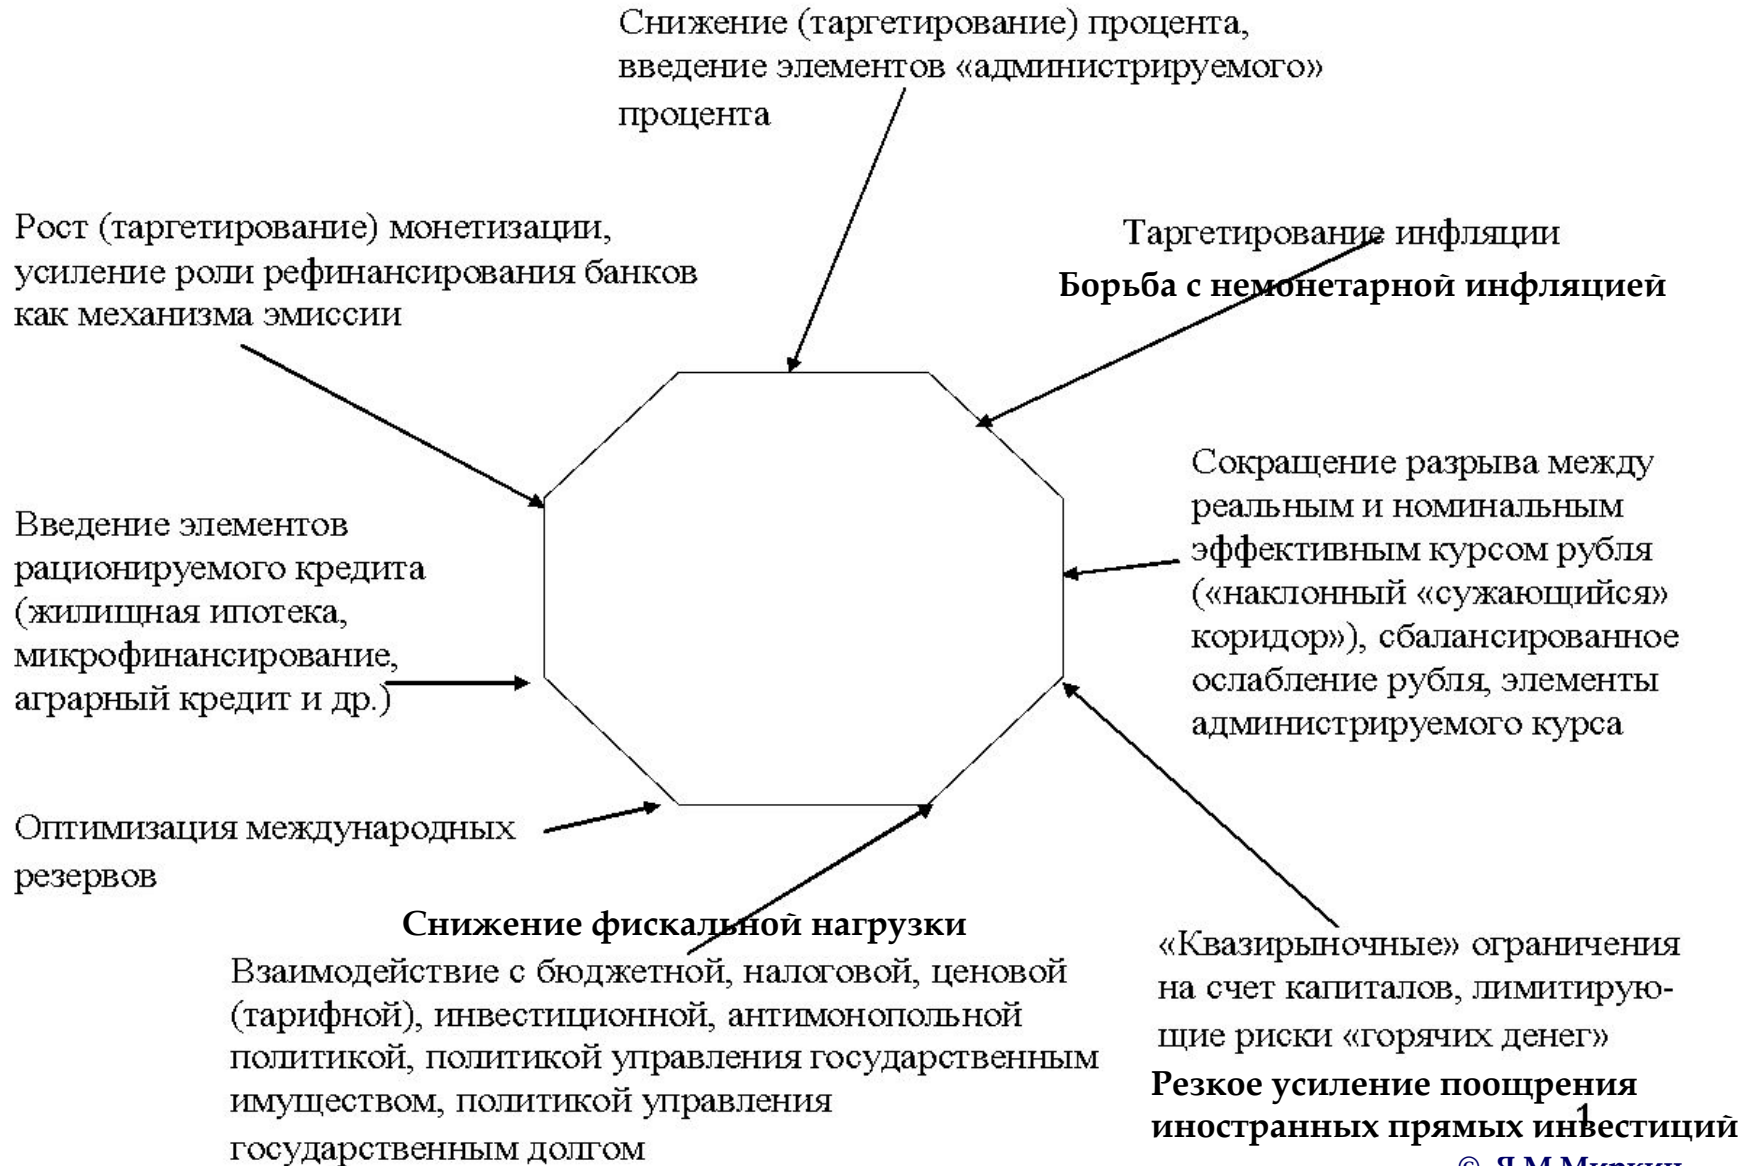 Снижение (таргетирование) процента,
введение элементов «администрируемого»
процента
Рост (таргетирование) монетизации,
усиление роли рефинансирования банков
как механизма эмиссии
Таргетирование инфляции
Борьба с немонетарной инфляцией
Сокращение разрыва между
реальным и номинальным
эффективным курсом рубля
(«наклонный «сужающийся»
коридор»), сбалансированное
ослабление рубля, элементы
администрируемого курса
Введение элементов
рационируемого кредита
(жилищная ипотека,
микрофинансирование,
аграрный кредит и др.)
Оптимизация международных
резервов
Снижение фискальной нагрузки
Взаимодействие с бюджетной, налоговой, ценовой
(тарифной), инвестиционной, антимонопольной
политикой, политикой управления государственным
имуществом, политикой управления
государственным долгом
«Квазирыночные» ограничения
на счет капиталов, лимитирую-
щие риски «горячих денег»
Резкое усиление поощрения
иностранных прямых инвестиций
1
© Я.М.Миркин